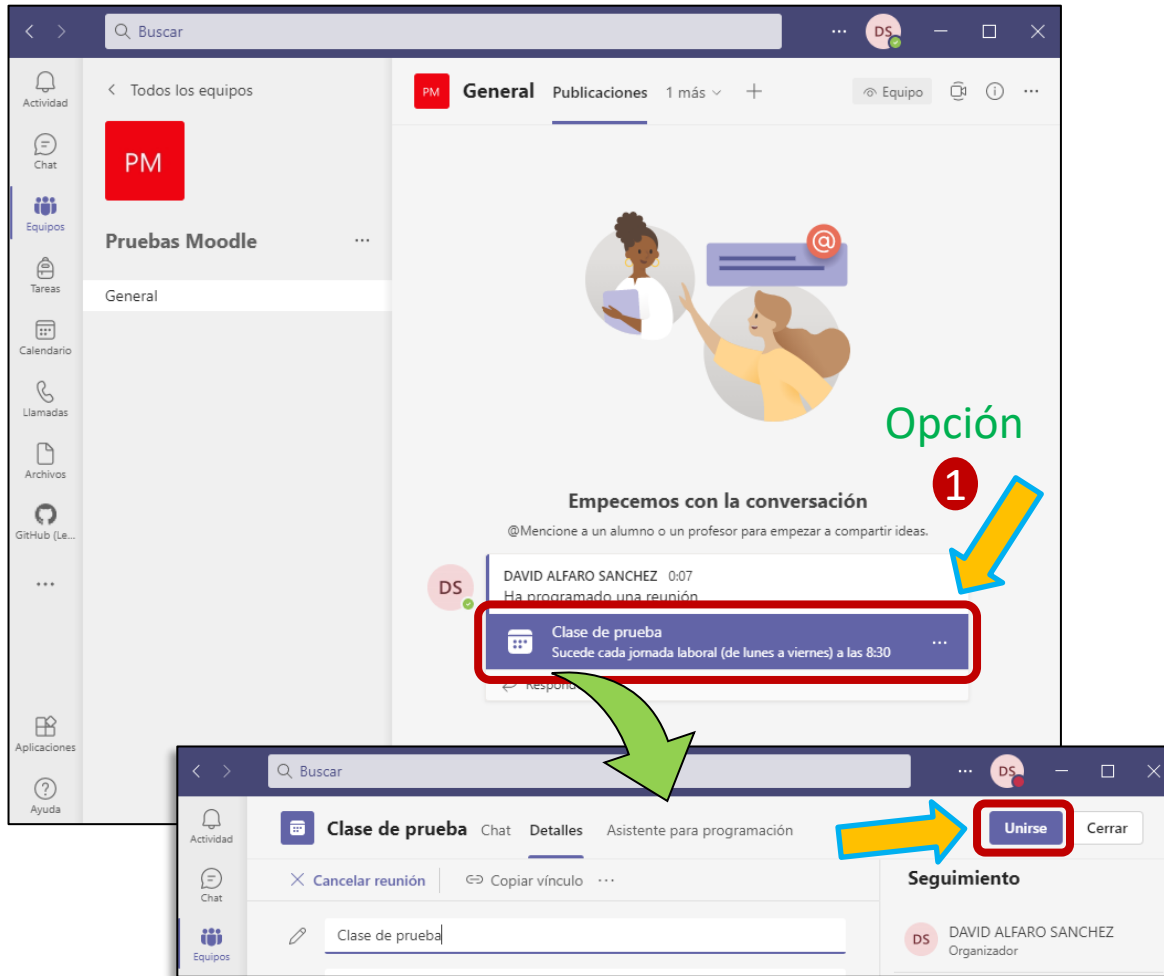 Buscar
DS
Actividad
Chat
Equipos
Tareas
Calendario
Llamadas
Archivos
GitHub (Le...
...
Aplicaciones
Ayuda
Todos los equipos
PM
Pruebas Moodle
...
General
PM General Publicaciones 1 más Equipo ...
@
Opción
1
Empecemos con la conversación
@Mencione a un alumno o un profesor para empezar a compartir ideas.
DS
DAVID ALFARO SANCHEZ 0:07
Ha programado una reunión
Clase de prueba
Sucede cada jornada laboral (de lunes a viernes) a las 8:30
...
Buscar
... DS
Actividad
Chat
Equipos
Clase de prueba Chat Detalles Asistente para programación
Unirse Cerrar
Cancelar reunión Copiar vínculo ...
Clase de prueba
Seguimiento
DS DAVID ALFARO SANCHEZ
Organizador